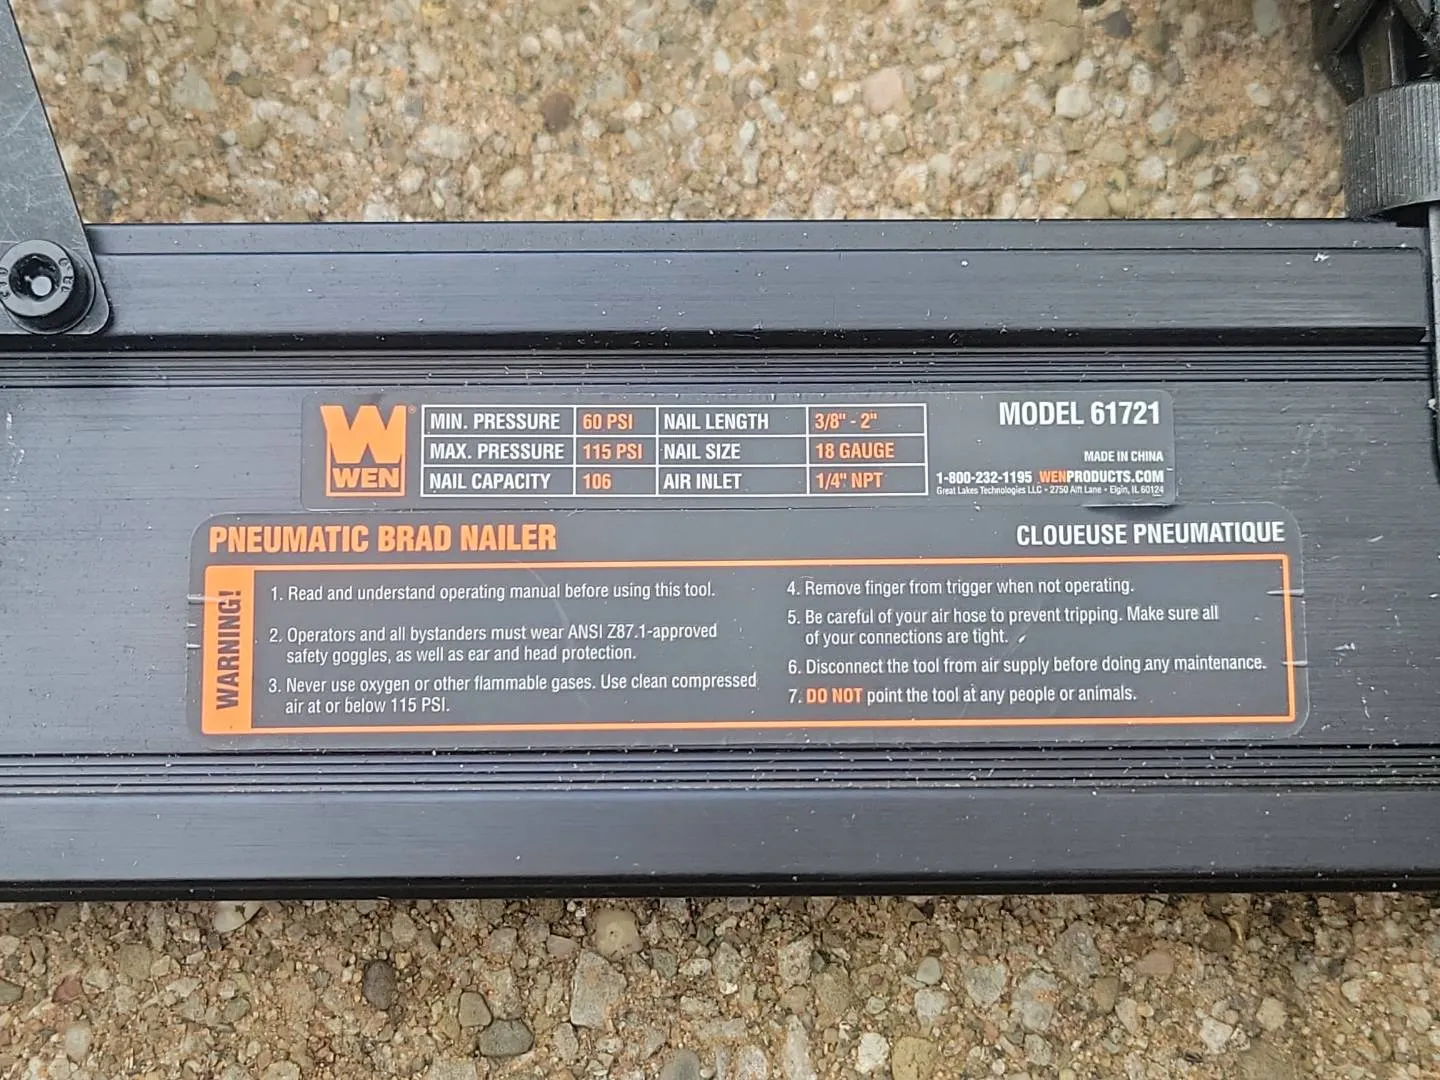 WEN®
MIN. PRESSURE 60 PSI NAIL LENGTH 3/8" - 2"
MAX. PRESSURE 115 PSI NAIL SIZE 18 GAUGE
NAIL CAPACITY 106 AIR INLET 1/4" NPT
MODEL 61721
MADE IN CHINA
1-800-232-1195 WENPRODUCTS.COM
Great Lakes Technologies LLC • 2750 Alft Lane • Elgin, IL 60124
PNEUMATIC BRAD NAILER
CLOUEUSE PNEUMATIQUE
WARNING!
1. Read and understand operating manual before using this tool.
2. Operators and all bystanders must wear ANSI Z87.1-approved
safety goggles, as well as ear and head protection.
3. Never use oxygen or other flammable gases. Use clean compressed
air at or below 115 PSI.
4. Remove finger from trigger when not operating.
5. Be careful of your air hose to prevent tripping. Make sure all
of your connections are tight.
6. Disconnect the tool from air supply before doing any maintenance.
7. DO NOT point the tool at any people or animals.